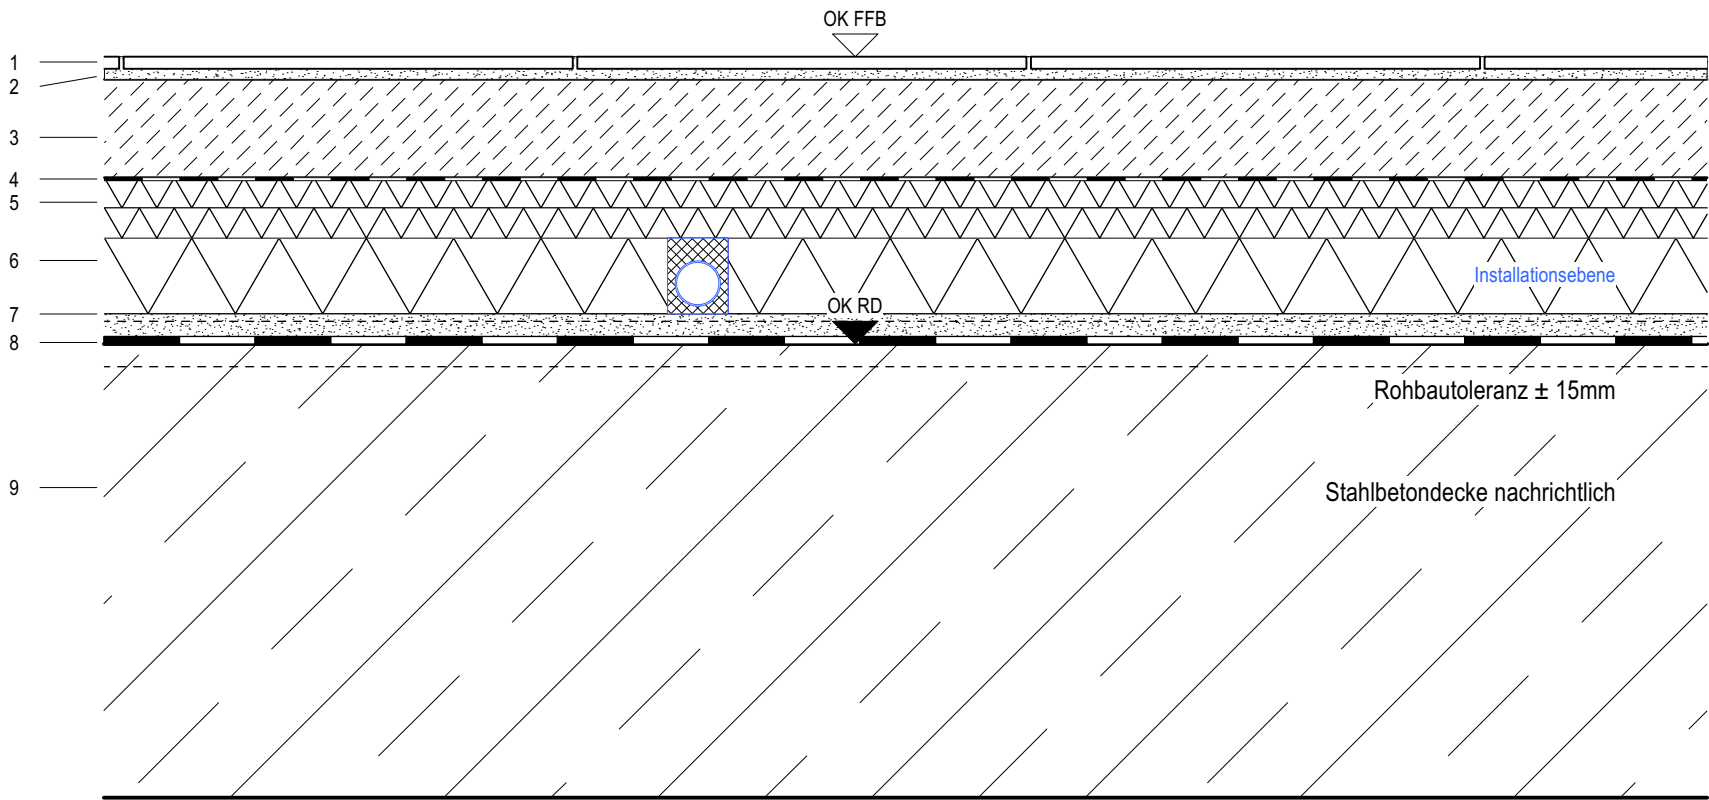 OK FFB
1
2
3
4
5
6
Installationsebene
7
OK RD
8
Rohbautoleranz ± 15mm
9
Stahlbetondecke nachrichtlich